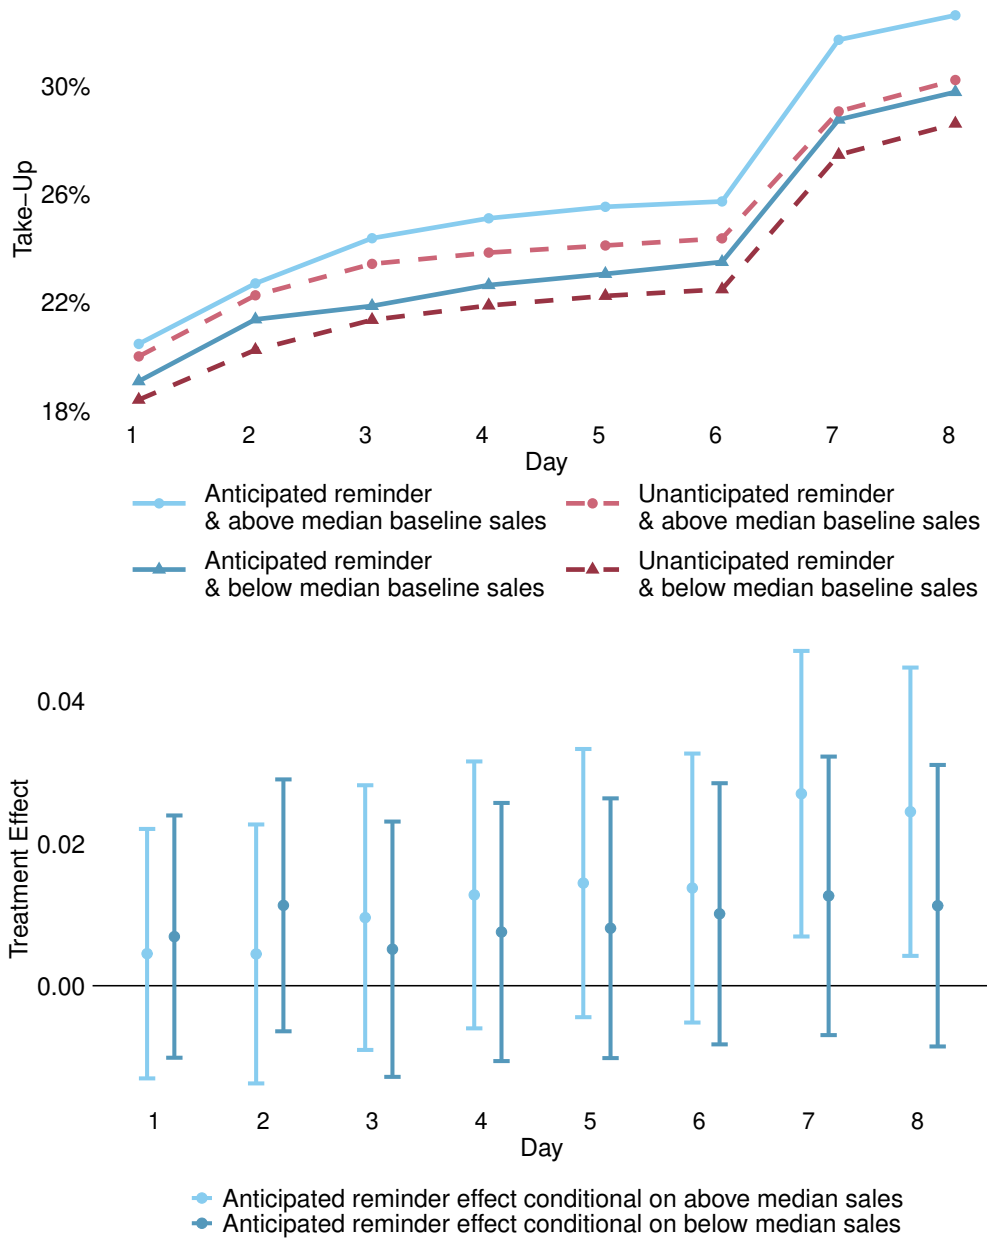 30%
26%
22%
18%
Take−Up
1 2 3 4 5 6 7 8
Day
Anticipated reminder
& above median baseline sales
Unanticipated reminder
& above median baseline sales
Anticipated reminder
& below median baseline sales
Unanticipated reminder
& below median baseline sales
0.04
0.02
0.00
Treatment Effect
1 2 3 4 5 6 7 8
Day
Anticipated reminder effect conditional on above median sales
Anticipated reminder effect conditional on below median sales